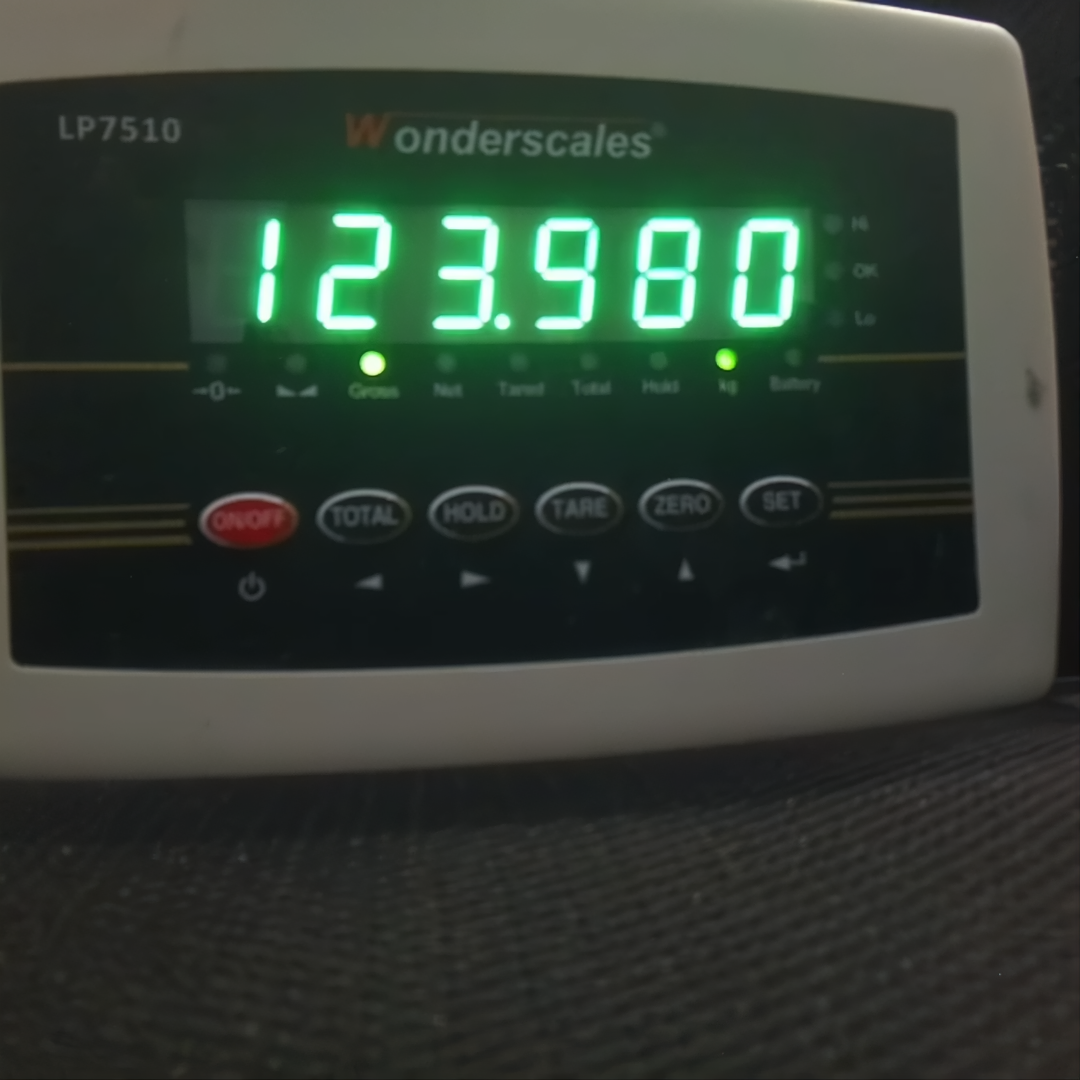 LP7510
Wonderscales®
123.980
Hi
OK
Lo
→0← Gross Net Tared Total Hold kg Battery
ON/OFF TOTAL HOLD TARE ZERO SET